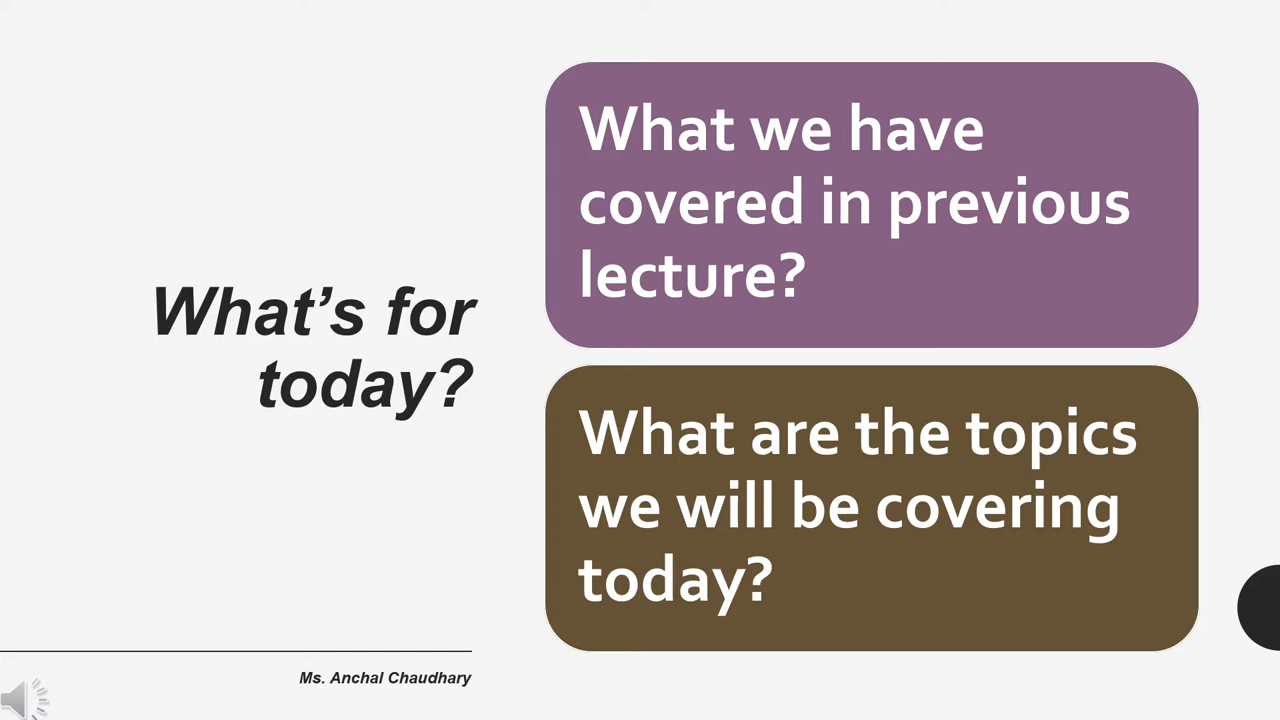 What's for
today?
What we have
covered in previous
lecture?
What are the topics
we will be covering
today?
Ms. Anchal Chaudhary